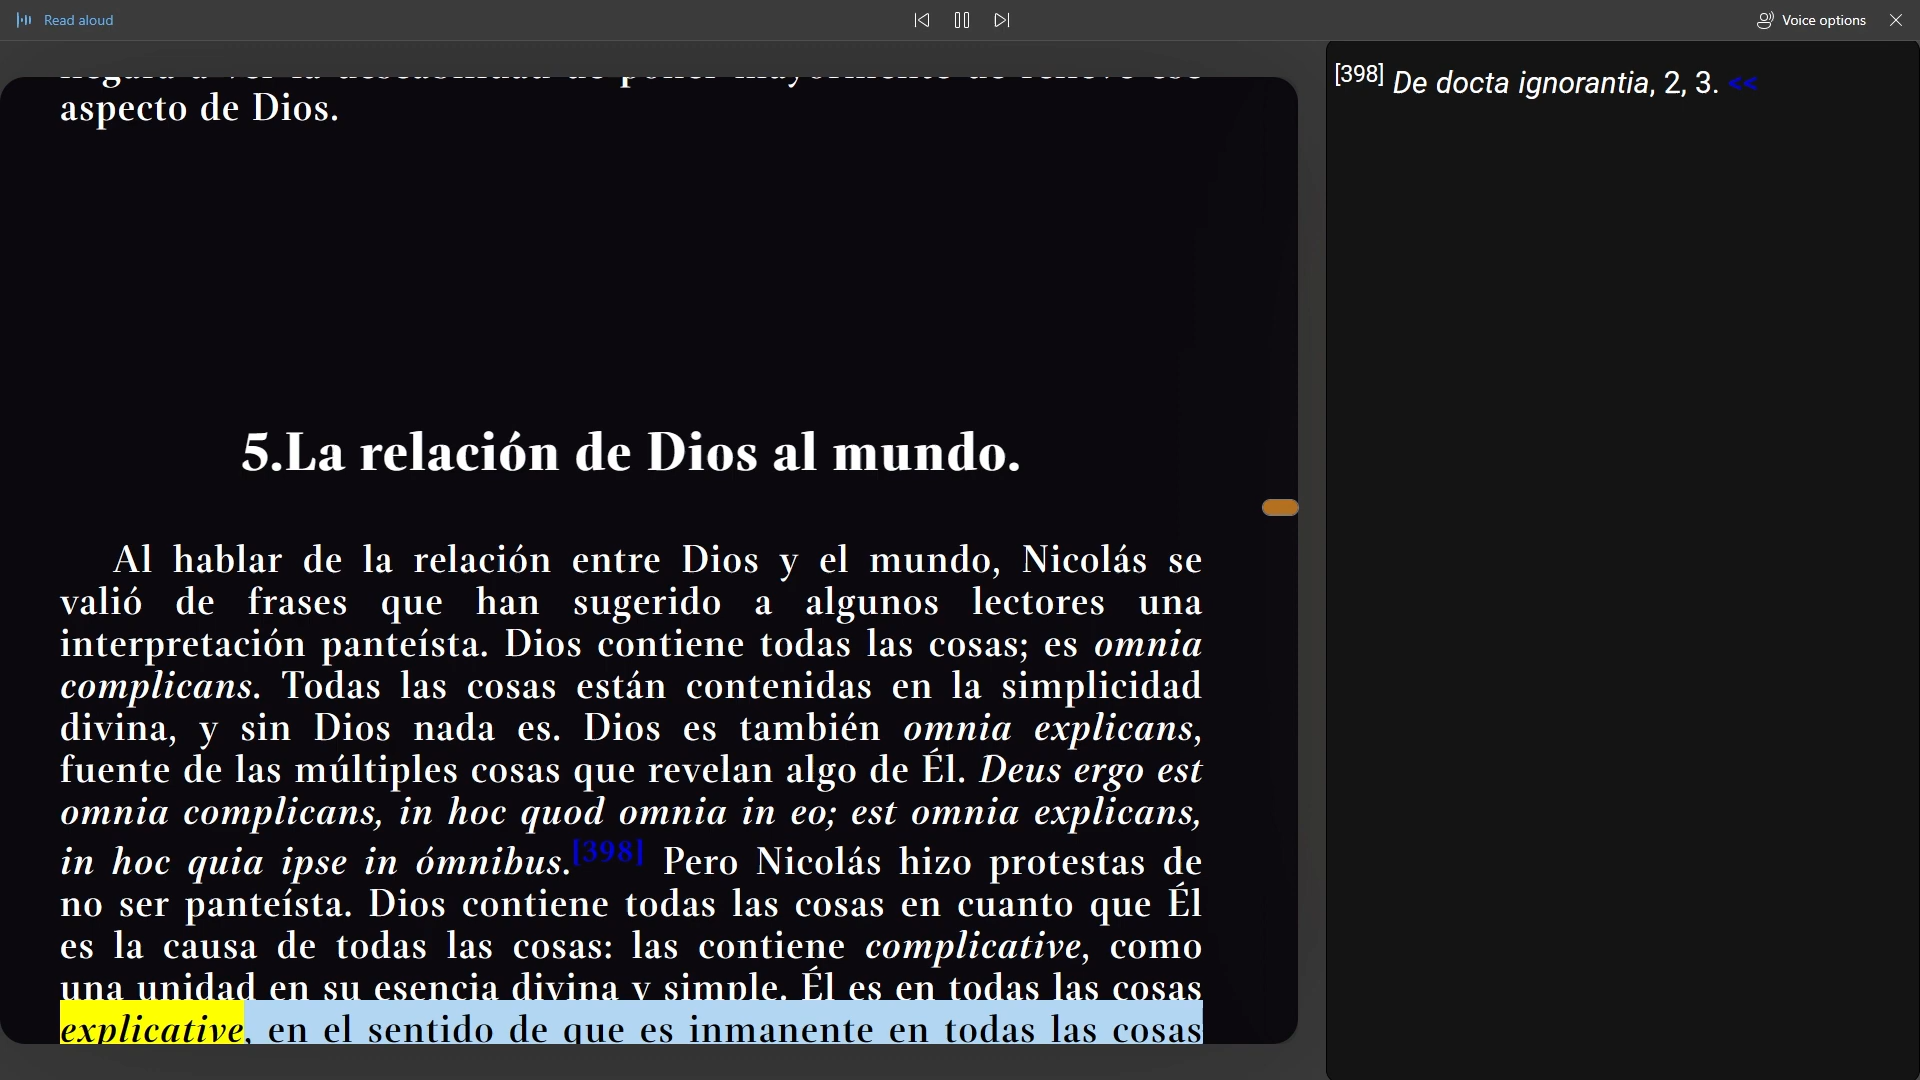 Read aloud
Voice options
aspecto de Dios.
5.La relación de Dios al mundo.
Al hablar de la relación entre Dios y el mundo, Nicolás se
valió de frases que han sugerido a algunos lectores una
interpretación panteísta. Dios contiene todas las cosas; es omnia
complicans. Todas las cosas están contenidas en la simplicidad
divina, y sin Dios nada es. Dios es también omnia explicans,
fuente de las múltiples cosas que revelan algo de Él. Deus ergo est
omnia complicans, in hoc quod omnia in eo; est omnia explicans,
in hoc quia ipse in ómnibus.[398] Pero Nicolás hizo protestas de
no ser panteísta. Dios contiene todas las cosas en cuanto que Él
es la causa de todas las cosas: las contiene complicative, como
una unidad en su esencia divina y simple. Él es en todas las cosas
explicative, en el sentido de que es inmanente en todas las cosas
[398] De docta ignorantia, 2, 3. <<